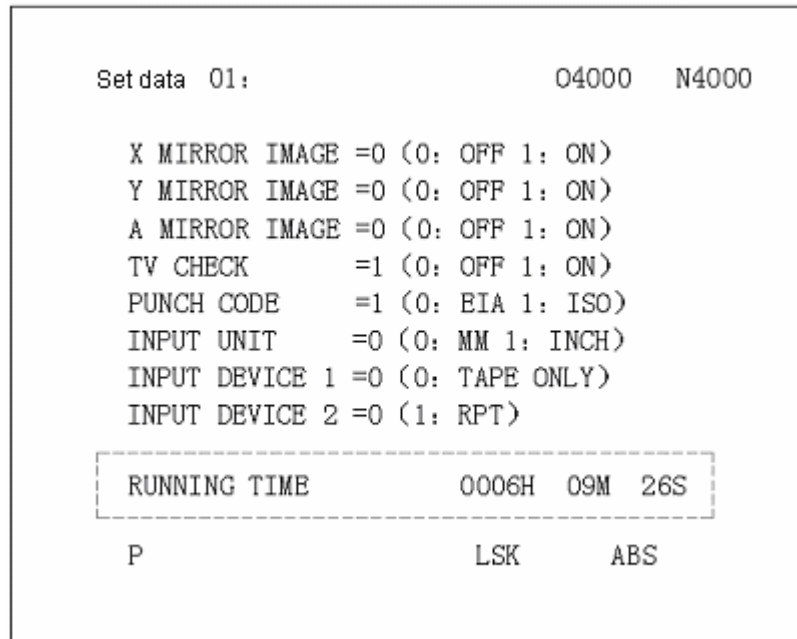 Set data 01: O4000 N4000
X MIRROR IMAGE =0 (0: OFF 1: ON)
Y MIRROR IMAGE =0 (0: OFF 1: ON)
A MIRROR IMAGE =0 (0: OFF 1: ON)
TV CHECK =1 (0: OFF 1: ON)
PUNCH CODE =1 (0: EIA 1: ISO)
INPUT UNIT =0 (0: MM 1: INCH)
INPUT DEVICE 1 =0 (0: TAPE ONLY)
INPUT DEVICE 2 =0 (1: RPT)
RUNNING TIME 0006H 09M 26S
P LSK ABS